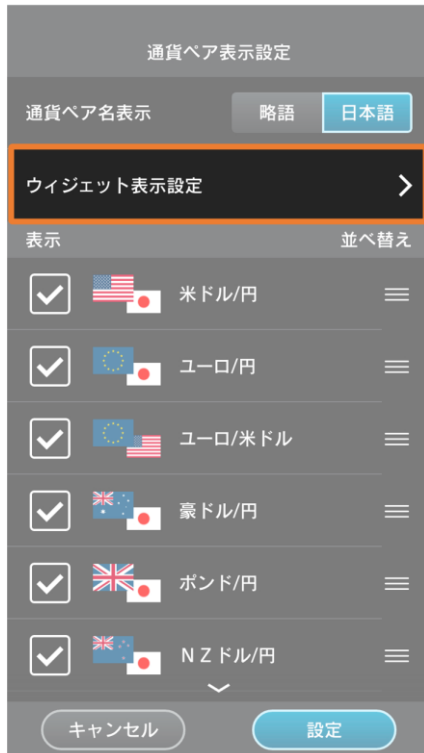 通貨ペア表示設定
通貨ペア名表示 略語 日本語
ウィジェット表示設定
表示 並べ替え
米ドル/円
ユーロ/円
ユーロ/米ドル
豪ドル/円
ポンド/円
ＮＺドル/円
キャンセル 設定